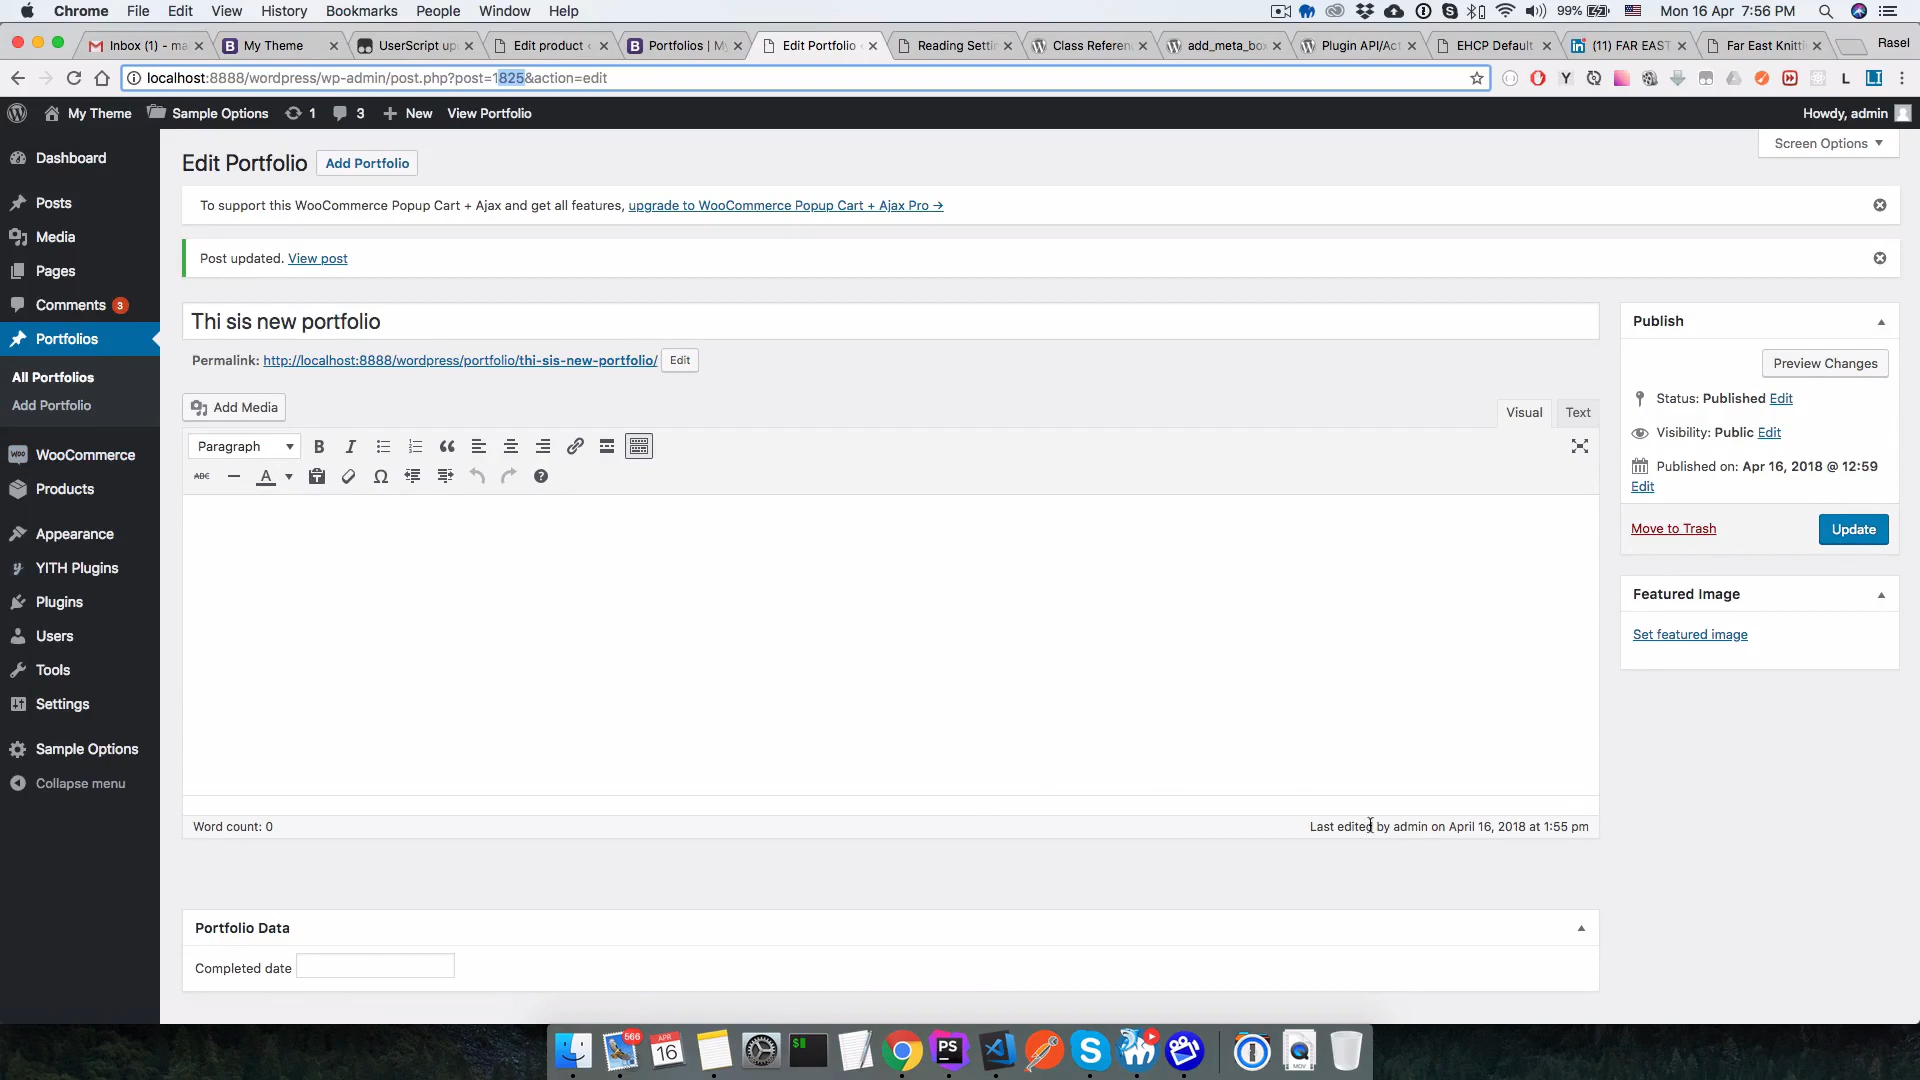 Chrome File Edit View History Bookmarks People Window Help 99% Mon 16 Apr 7:56 PM
Inbox (1) - ma My Theme UserScript up Edit product Portfolios | My Edit Portfolio Reading Setti Class Referen add_meta_bo Plugin API/Act EHCP Default (11) FAR EAST Far East Knitti Rasel
localhost:8888/wordpress/wp-admin/post.php?post=1825&action=edit
My Theme Sample Options 1 3 New View Portfolio Howdy, admin
Screen Options
Dashboard
Posts
Media
Pages
Comments 3
Portfolios
All Portfolios
Add Portfolio
WooCommerce
Products
Appearance
YITH Plugins
Plugins
Users
Tools
Settings
Sample Options
Collapse menu
Edit Portfolio Add Portfolio
To support this WooCommerce Popup Cart + Ajax and get all features, upgrade to WooCommerce Popup Cart + Ajax Pro →
Post updated. View post
Thi sis new portfolio
Permalink: http://localhost:8888/wordpress/portfolio/thi-sis-new-portfolio/ Edit
Add Media Visual Text
Paragraph B I
ABC A
Word count: 0 Last edited by admin on April 16, 2018 at 1:55 pm
Portfolio Data
Completed date
Publish
Preview Changes
Status: Published Edit
Visibility: Public Edit
Published on: Apr 16, 2018 @ 12:59
Edit
Move to Trash Update
Featured Image
Set featured image
566 APR 16 PS